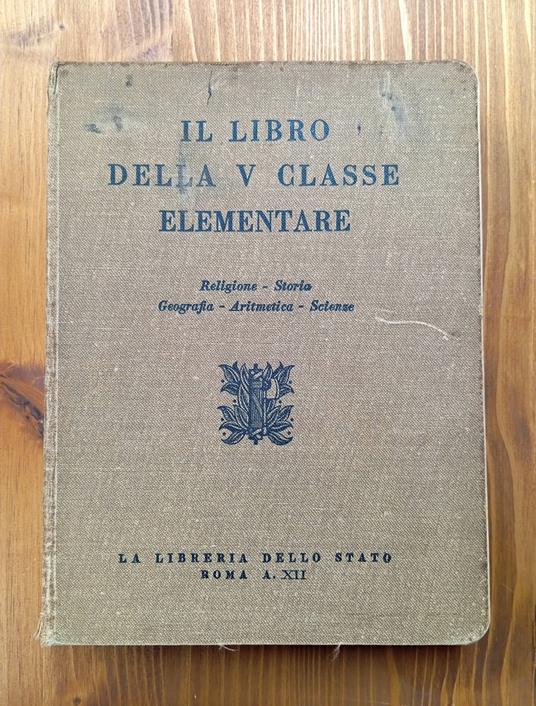 IL LIBRO
DELLA V CLASSE
ELEMENTARE
Religione - Storia
Geografia - Aritmetica - Scienze
LA LIBRERIA DELLO STATO
ROMA A. XII